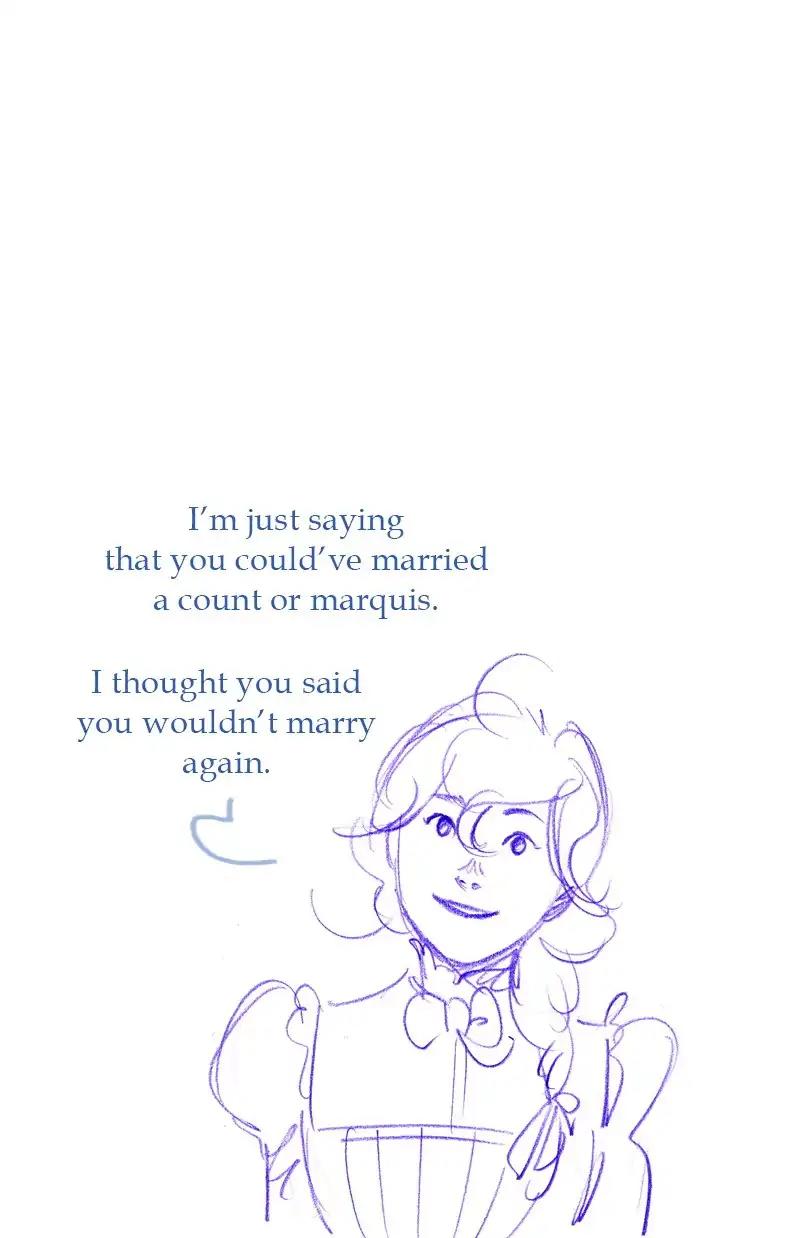 I'm just saying
that you could've married
a count or marquis.
I thought you said
you wouldn't marry
again.